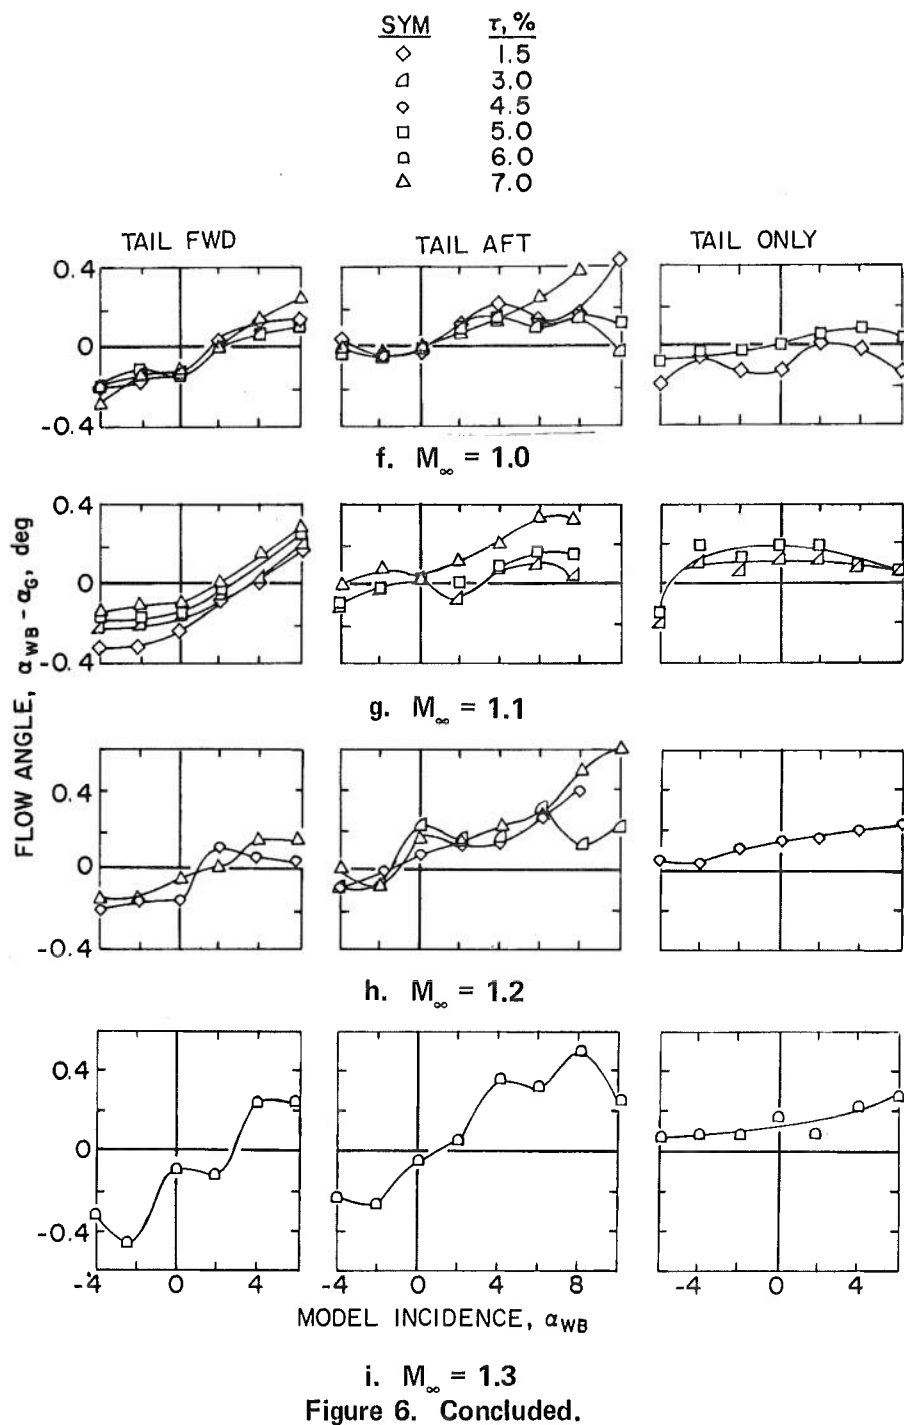 SYM τ, %
1.5
3.0
4.5
5.0
6.0
7.0
TAIL FWD TAIL AFT TAIL ONLY
0.4
0
-0.4
f. M∞ = 1.0
0.4
0
-0.4
g. M∞ = 1.1
FLOW ANGLE, αWB - αG, deg
0.4
0
-0.4
h. M∞ = 1.2
0.4
0
-0.4
-4 0 4 -4 0 4 8 -4 0 4
MODEL INCIDENCE, αWB
i. M∞ = 1.3
Figure 6. Concluded.